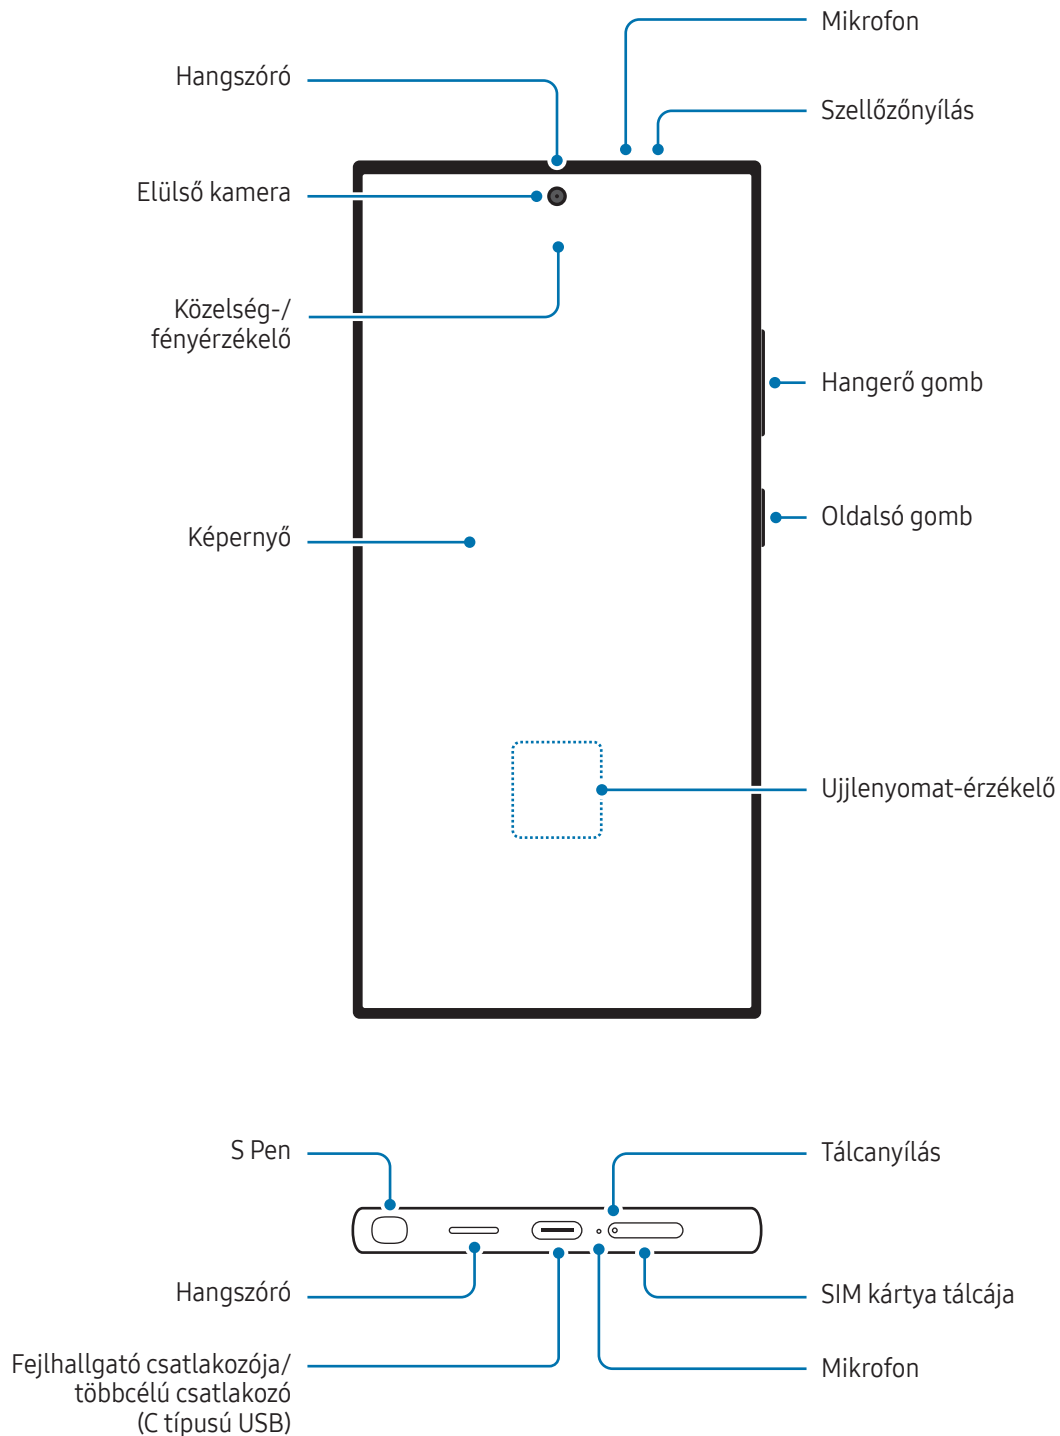 Mikrofon
Hangszóró
Szellőzőnyílás
Elülső kamera
Közelség-/
fényérzékelő
Hangerő gomb
Oldalsó gomb
Képernyő
Ujjlenyomat-érzékelő
S Pen
Tálcanyílás
Hangszóró
SIM kártya tálcája
Fejlhallgató csatlakozója/
többcélú csatlakozó
(C típusú USB)
Mikrofon